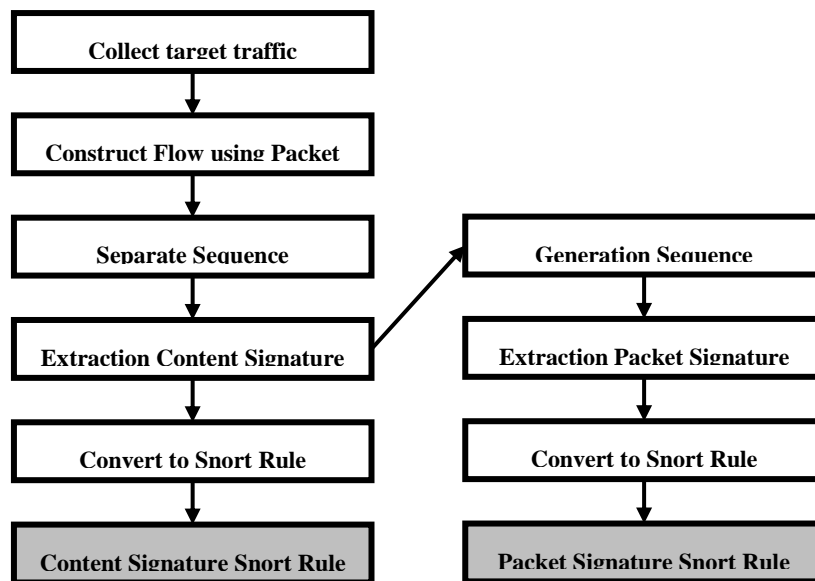 Collect target traffic
Construct Flow using Packet
Separate Sequence
Extraction Content Signature
Convert to Snort Rule
Content Signature Snort Rule
Generation Sequence
Extraction Packet Signature
Convert to Snort Rule
Packet Signature Snort Rule